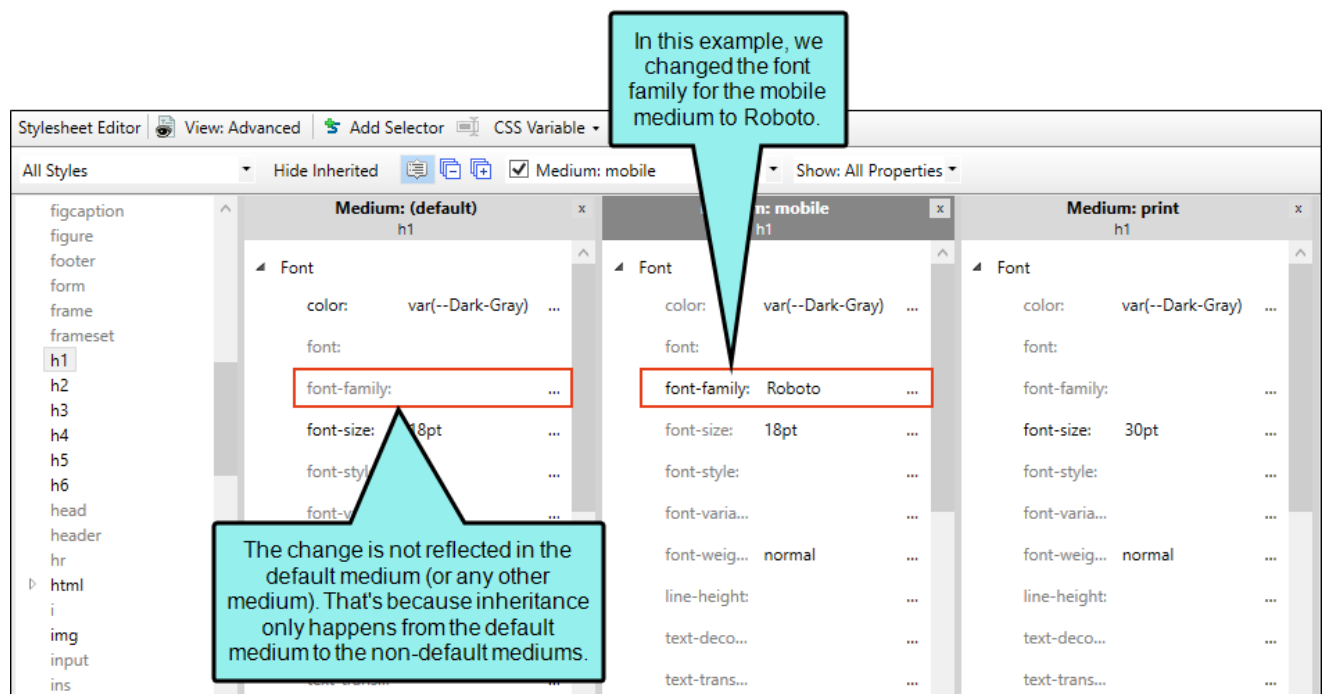 In this example, we
changed the font
family for the mobile
medium to Roboto.
Stylesheet Editor View: Advanced Add Selector CSS Variable
All Styles Hide Inherited Medium: mobile Show: All Properties
figcaption
figure
footer
form
frame
frameset
h1
h2
h3
h4
h5
h6
head
header
hr
html
i
img
input
ins
Medium: (default) x
h1
Font
color: var(--Dark-Gray) ...
font:
font-family: ...
font-size: 18pt ...
...
...
The change is not reflected in the
default medium (or any other
medium). That's because inheritance
only happens from the default
medium to the non-default mediums.
mobile x
h1
Font
color: var(--Dark-Gray) ...
font:
font-family: Roboto ...
font-size: 18pt ...
font-style: ...
font-varia... ...
font-weig... normal ...
line-height: ...
text-deco... ...
text-trans... ...
Medium: print x
h1
Font
color: var(--Dark-Gray) ...
font:
font-family: ...
font-size: 30pt ...
font-style: ...
font-varia... ...
font-weig... normal ...
line-height: ...
text-deco... ...
text-trans... ...